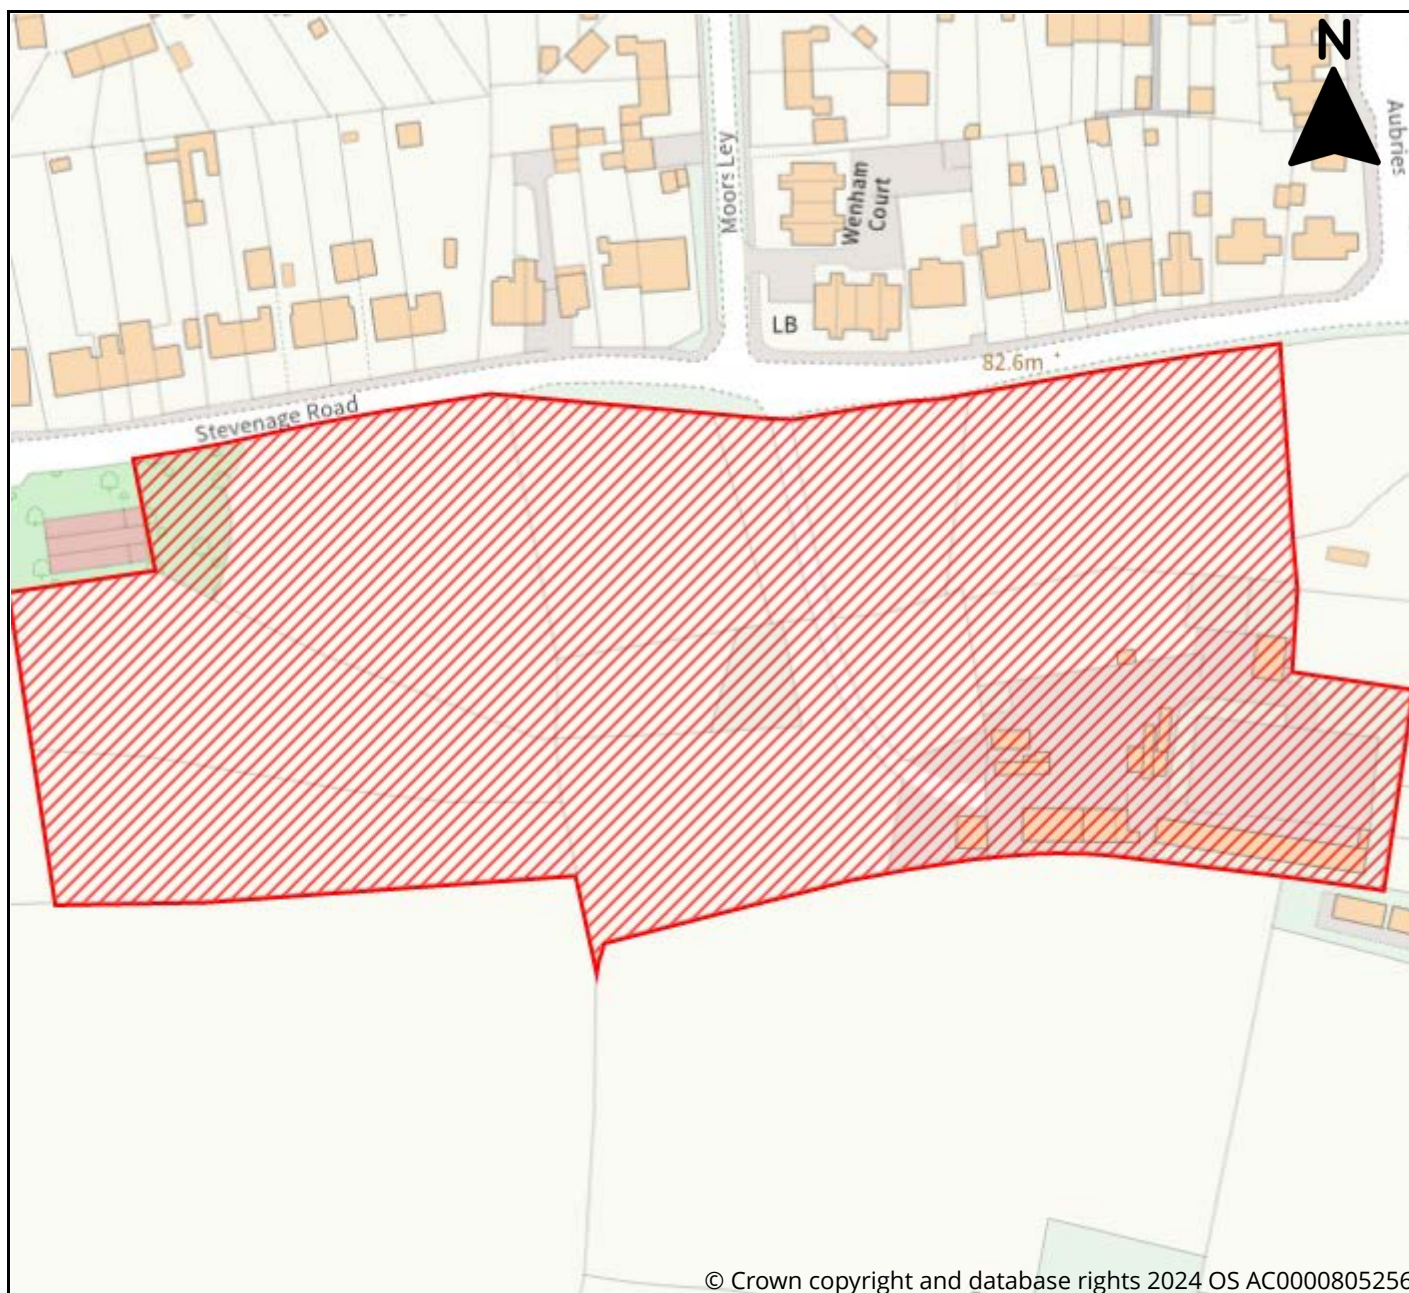 N
Aubries
Moors Ley
Wenham
Court
LB
82.6m
Stevenage Road
© Crown copyright and database rights 2024 OS AC0000805256